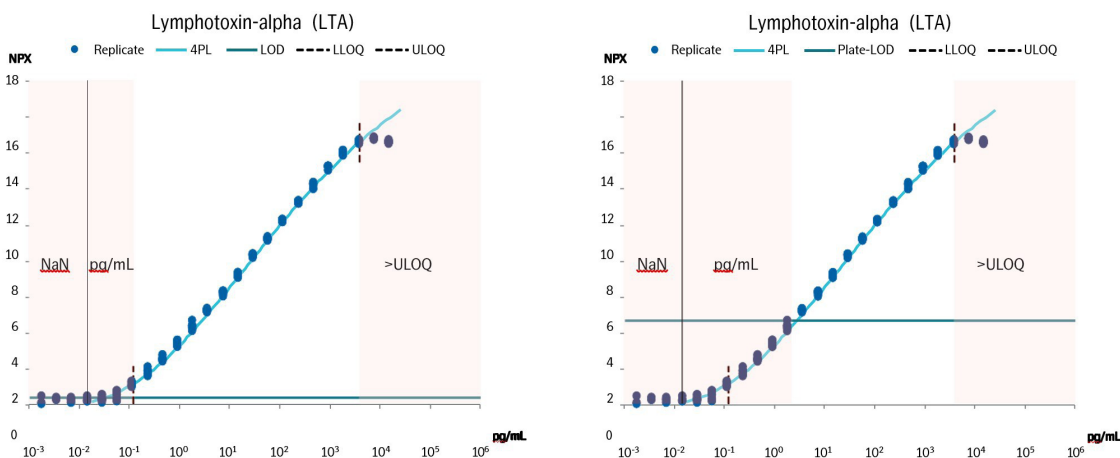 Lymphotoxin-alpha (LTA)
Replicate 4PL LOD LLOQ ULOQ
NPX
18
16
14
12
10
8
6
4
2
0
NaN pg/mL >ULOQ
10-3 10-2 10-1 100 101 102 103 104 105 106
pg/mL
Lymphotoxin-alpha (LTA)
Replicate 4PL Plate-LOD LLOQ ULOQ
NPX
18
16
14
12
10
8
6
4
2
0
NaN pg/mL >ULOQ
10-3 10-2 10-1 100 101 102 103 104 105 106
pg/mL